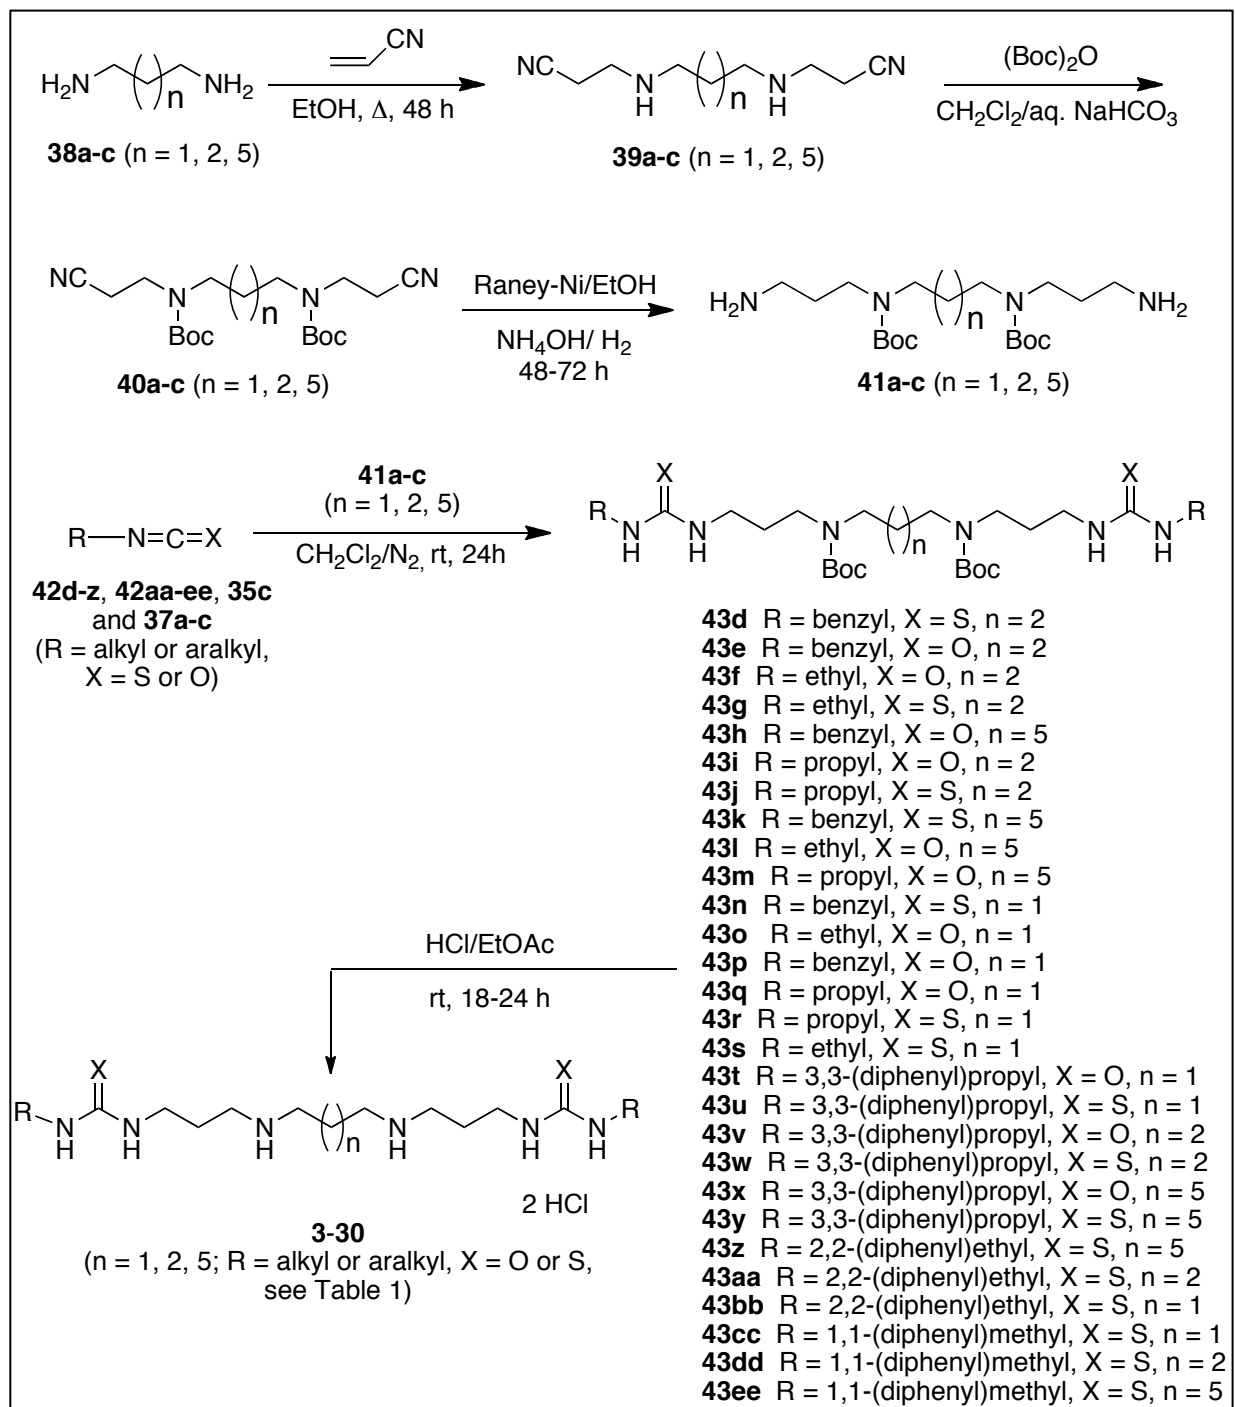 CN
(Boc)₂O
H₂N ( )n NH₂
NC N H ( )n N H CN
EtOH, Δ, 48 h
CH₂Cl₂/aq. NaHCO₃
38a-c (n = 1, 2, 5)
39a-c (n = 1, 2, 5)
NC N Boc ( )n N Boc CN
Raney-Ni/EtOH
NH₄OH/ H₂
48-72 h
H₂N N Boc ( )n N Boc NH₂
40a-c (n = 1, 2, 5)
41a-c (n = 1, 2, 5)
41a-c
(n = 1, 2, 5)
R—N=C=X
CH₂Cl₂/N₂, rt, 24h
X X
R N H N H N Boc ( )n N Boc N H N H R
42d-z, 42aa-ee, 35c
and 37a-c
(R = alkyl or aralkyl,
X = S or O)
43d R = benzyl, X = S, n = 2
43e R = benzyl, X = O, n = 2
43f R = ethyl, X = O, n = 2
43g R = ethyl, X = S, n = 2
43h R = benzyl, X = O, n = 5
43i R = propyl, X = O, n = 2
43j R = propyl, X = S, n = 2
43k R = benzyl, X = S, n = 5
43l R = ethyl, X = O, n = 5
43m R = propyl, X = O, n = 5
43n R = benzyl, X = S, n = 1
43o R = ethyl, X = O, n = 1
43p R = benzyl, X = O, n = 1
43q R = propyl, X = O, n = 1
43r R = propyl, X = S, n = 1
43s R = ethyl, X = S, n = 1
43t R = 3,3-(diphenyl)propyl, X = O, n = 1
43u R = 3,3-(diphenyl)propyl, X = S, n = 1
43v R = 3,3-(diphenyl)propyl, X = O, n = 2
43w R = 3,3-(diphenyl)propyl, X = S, n = 2
43x R = 3,3-(diphenyl)propyl, X = O, n = 5
43y R = 3,3-(diphenyl)propyl, X = S, n = 5
43z R = 2,2-(diphenyl)ethyl, X = S, n = 5
43aa R = 2,2-(diphenyl)ethyl, X = S, n = 2
43bb R = 2,2-(diphenyl)ethyl, X = S, n = 1
43cc R = 1,1-(diphenyl)methyl, X = S, n = 1
43dd R = 1,1-(diphenyl)methyl, X = S, n = 2
43ee R = 1,1-(diphenyl)methyl, X = S, n = 5
HCl/EtOAc
rt, 18-24 h
X X
R N H N H N H ( )n N H N H N H R
2 HCl
3-30
(n = 1, 2, 5; R = alkyl or aralkyl, X = O or S,
see Table 1)